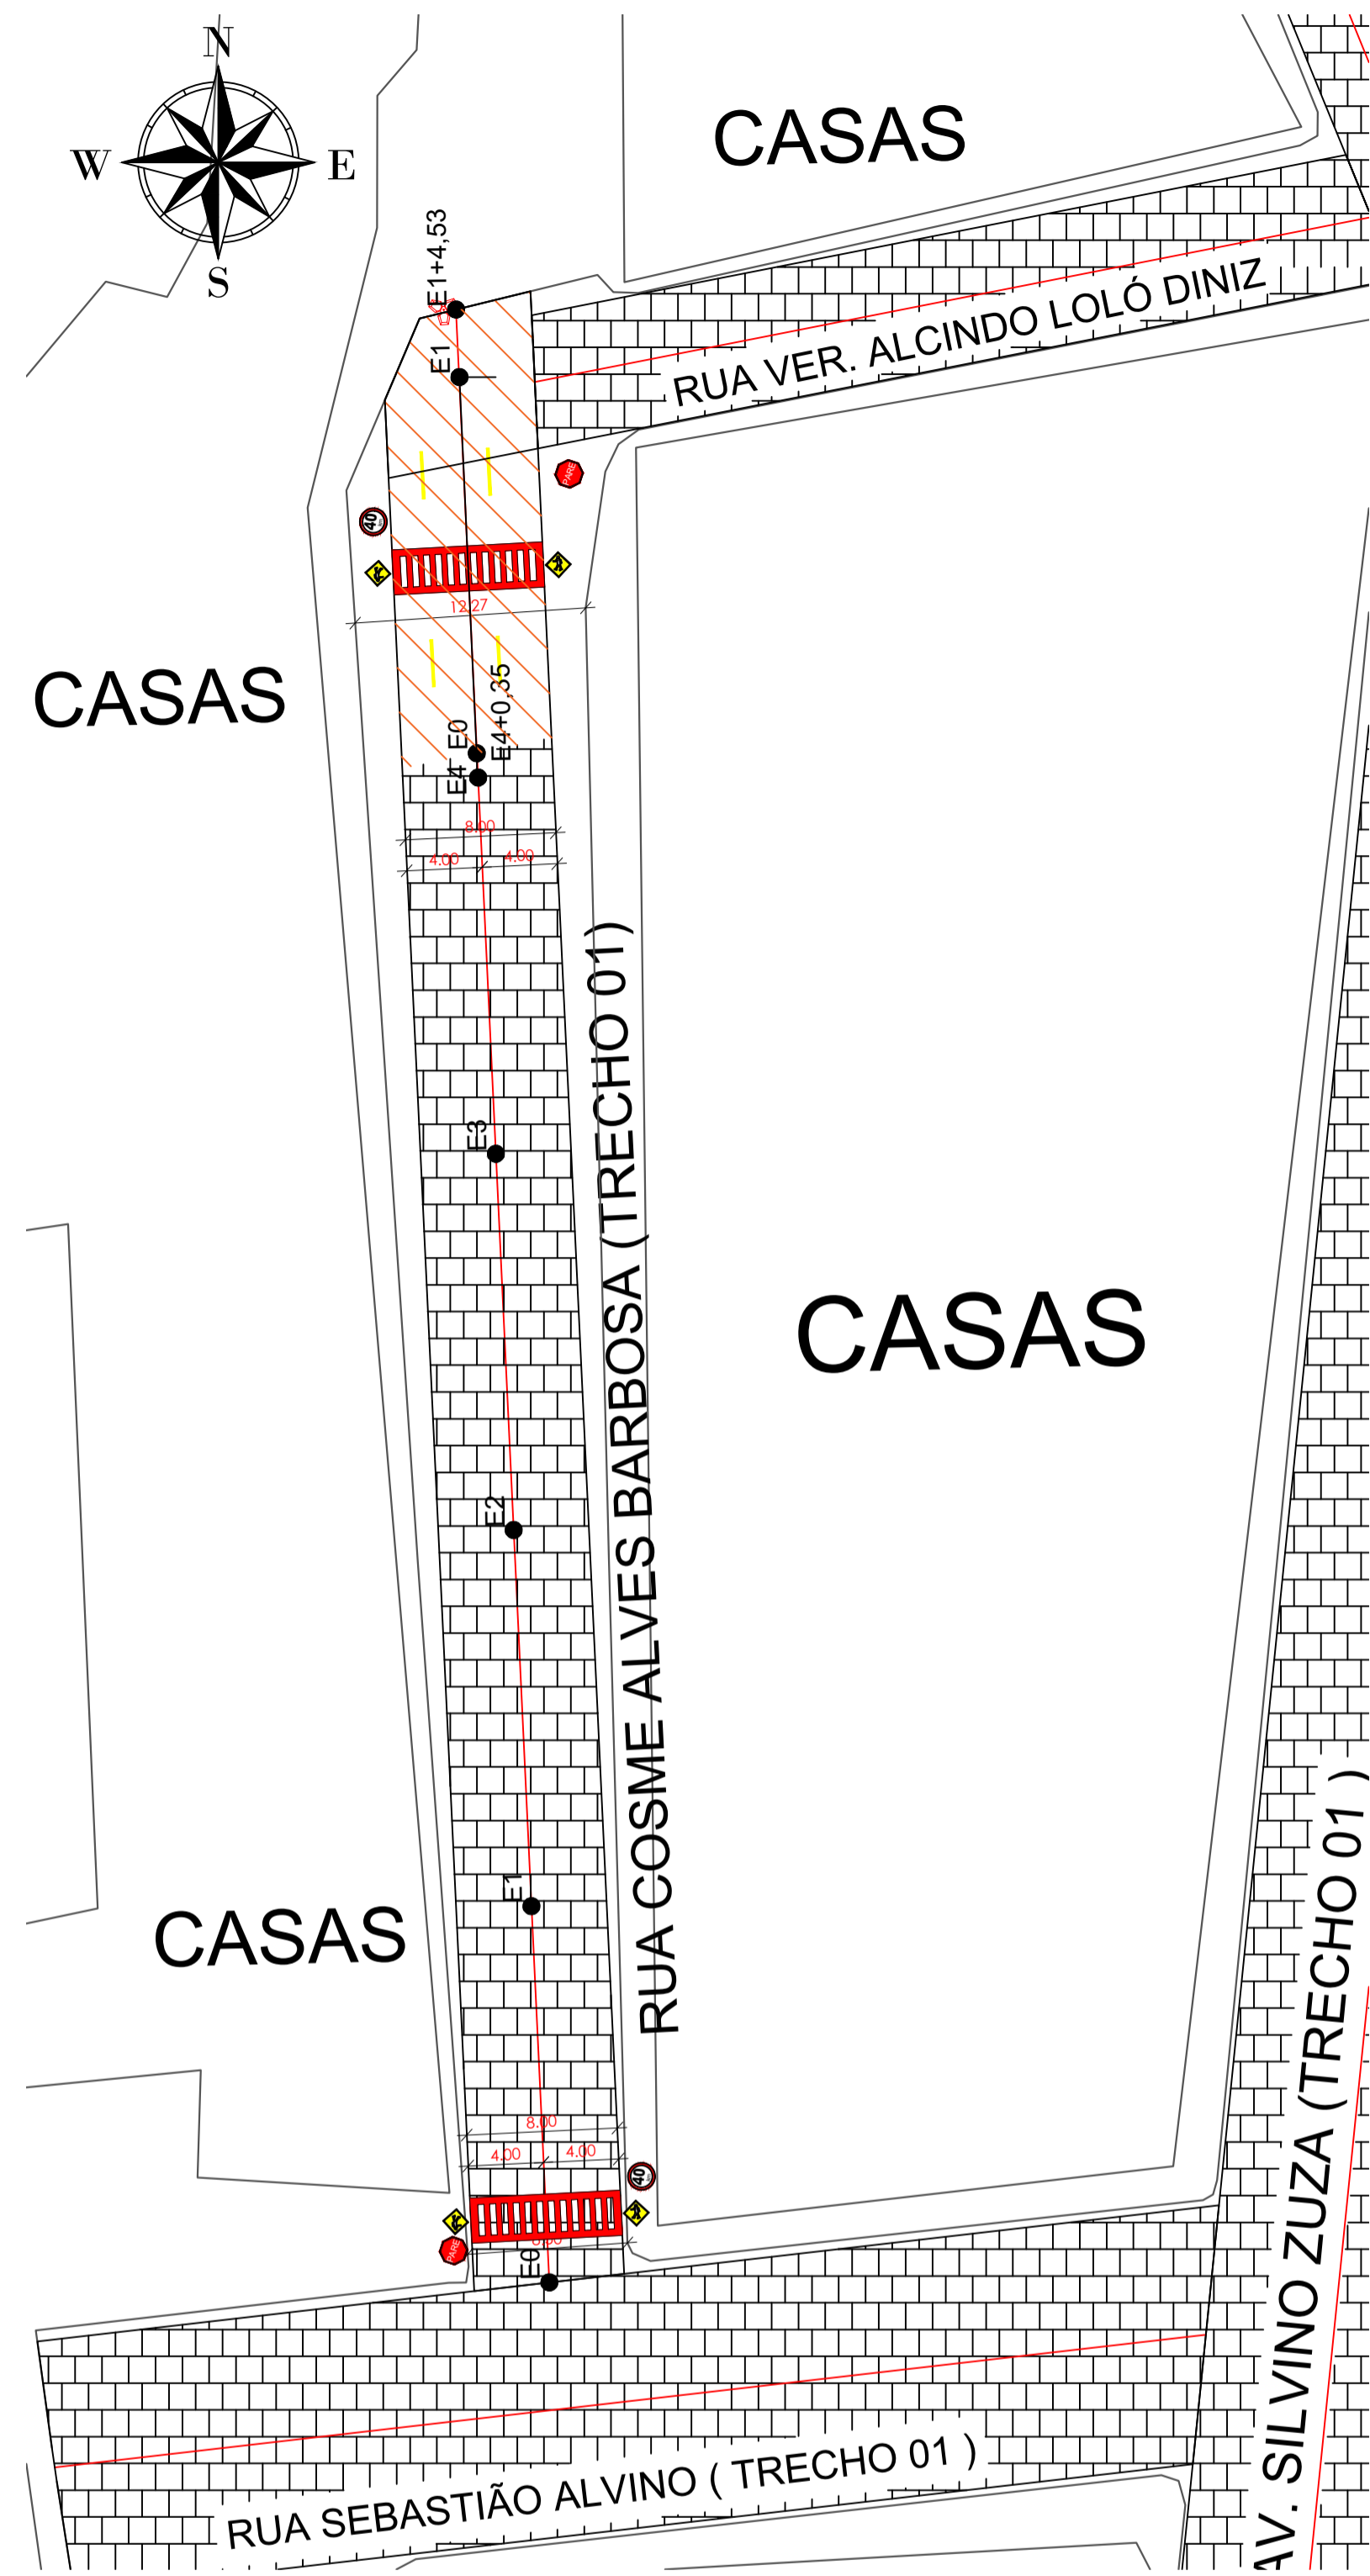 N
W
E
S
CASAS
E1+4,53
E1
RUA VER. ALCINDO LOLÓ DINIZ
PARE
40
12.27
CASAS
E0
E4+0,35
E4
8.00
4.00
4.00
E3
RUA COSME ALVES BARBOSA (TRECHO 01)
CASAS
E2
E1
CASAS
8.00
4.00
4.00
40
PARE
E0
AV. SILVINO ZUZA (TRECHO 01 )
RUA SEBASTIÃO ALVINO ( TRECHO 01 )